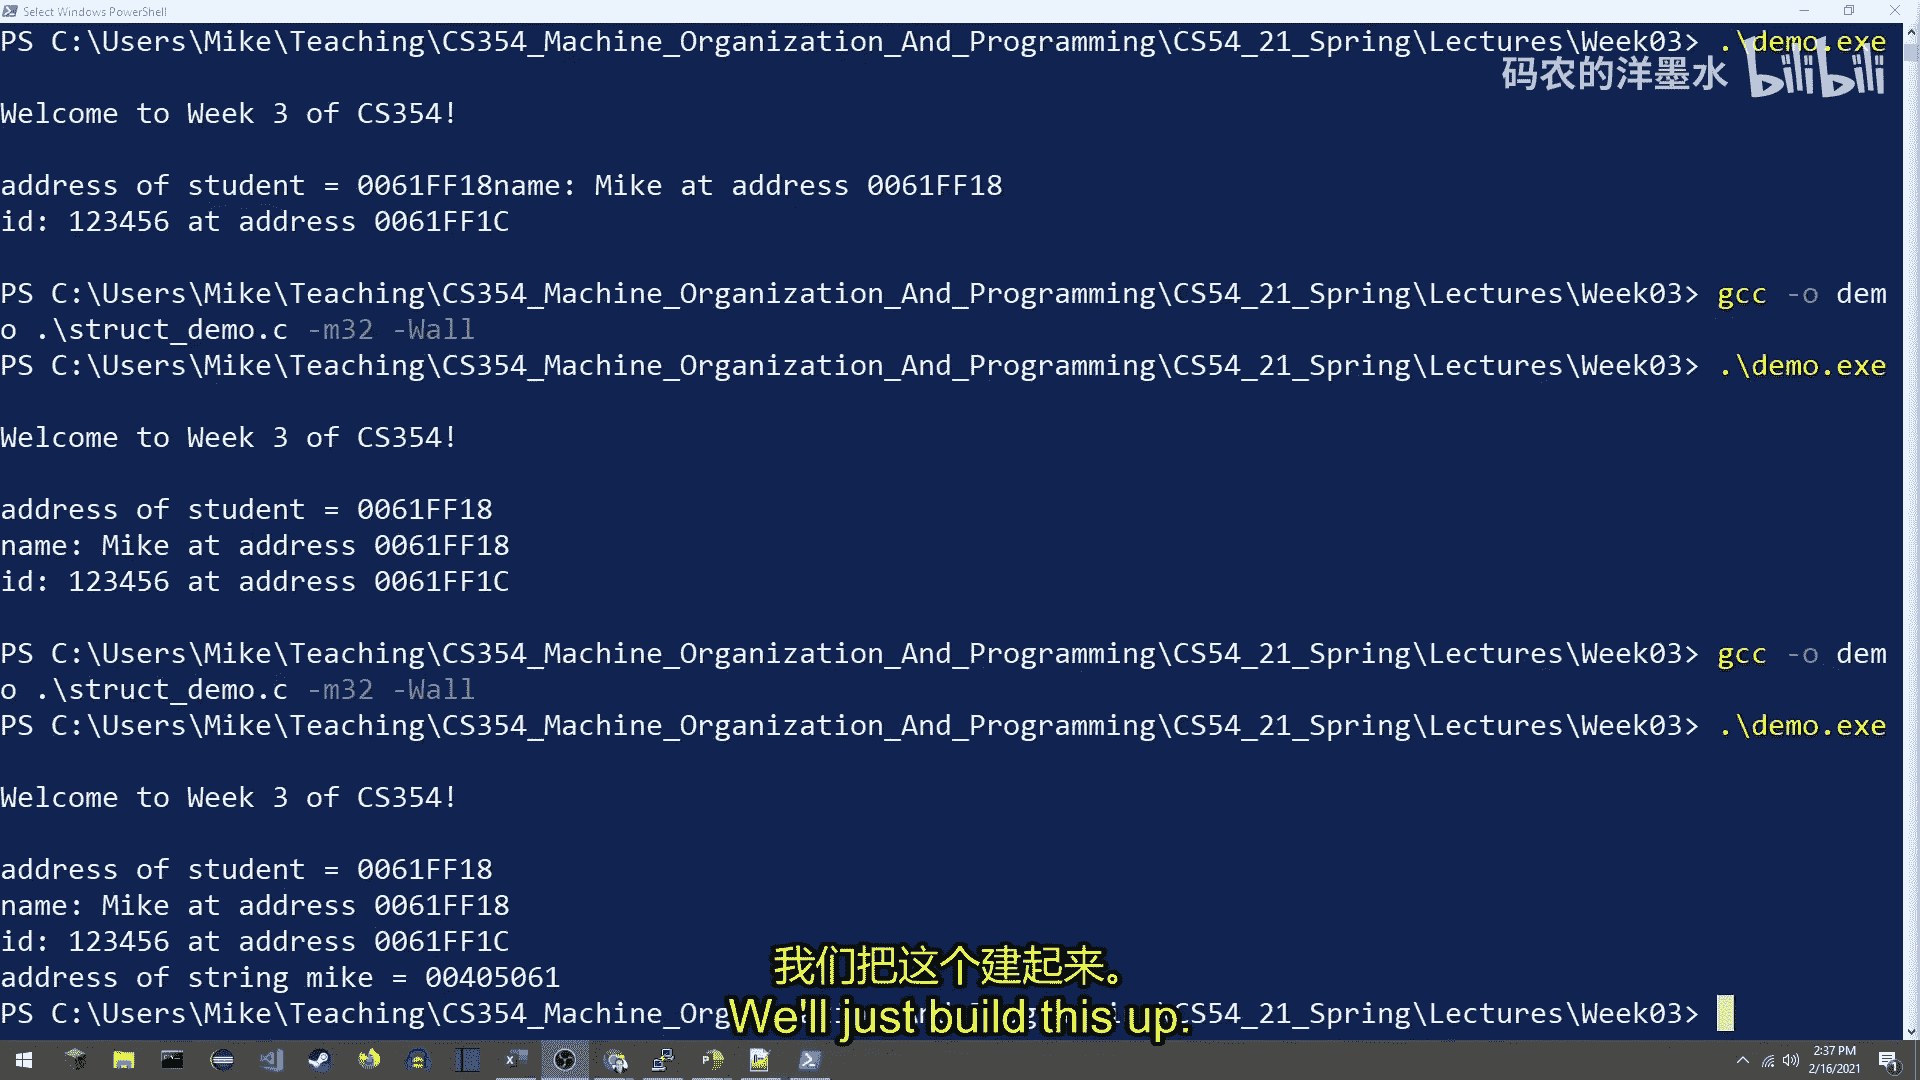 Select Windows PowerShell
PS C:\Users\Mike\Teaching\CS354_Machine_Organization_And_Programming\CS54_21_Spring\Lectures\Week03> .\demo.exe
码农的洋墨水 bilibili
Welcome to Week 3 of CS354!
address of student = 0061FF18name: Mike at address 0061FF18
id: 123456 at address 0061FF1C
PS C:\Users\Mike\Teaching\CS354_Machine_Organization_And_Programming\CS54_21_Spring\Lectures\Week03> gcc -o dem
o .\struct_demo.c -m32 -Wall
PS C:\Users\Mike\Teaching\CS354_Machine_Organization_And_Programming\CS54_21_Spring\Lectures\Week03> .\demo.exe
Welcome to Week 3 of CS354!
address of student = 0061FF18
name: Mike at address 0061FF18
id: 123456 at address 0061FF1C
PS C:\Users\Mike\Teaching\CS354_Machine_Organization_And_Programming\CS54_21_Spring\Lectures\Week03> gcc -o dem
o .\struct_demo.c -m32 -Wall
PS C:\Users\Mike\Teaching\CS354_Machine_Organization_And_Programming\CS54_21_Spring\Lectures\Week03> .\demo.exe
Welcome to Week 3 of CS354!
address of student = 0061FF18
name: Mike at address 0061FF18
id: 123456 at address 0061FF1C
address of string mike = 00405061
我们把这个建起来。
PS C:\Users\Mike\Teaching\CS354_Machine_Org CS54_21_Spring\Lectures\Week03>
We'll just build this up.
2:37 PM
2/16/2021